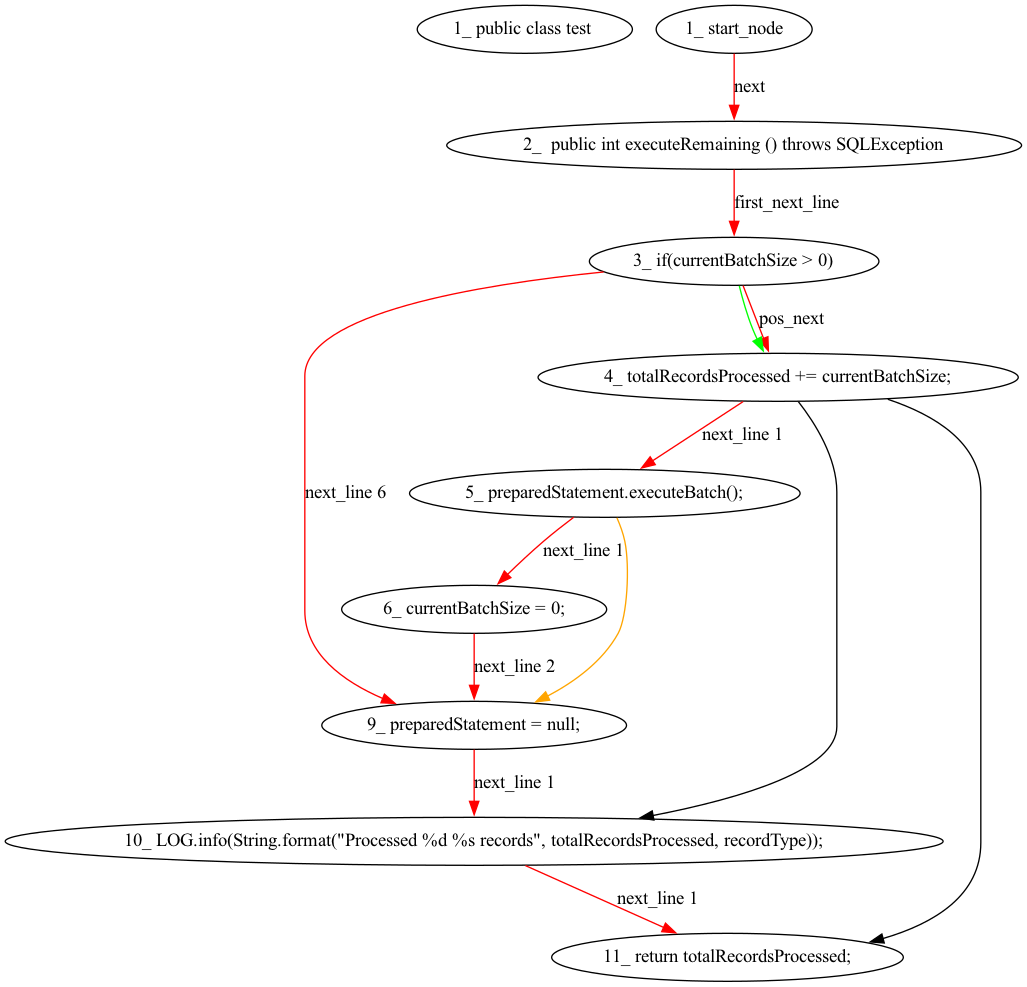 1_ public class test
1_ start_node
next
2_ public int executeRemaining () throws SQLException
first_next_line
3_ if(currentBatchSize > 0)
pos_next
4_ totalRecordsProcessed += currentBatchSize;
next_line 1
next_line 6
5_ preparedStatement.executeBatch();
next_line 1
6_ currentBatchSize = 0;
next_line 2
9_ preparedStatement = null;
next_line 1
10_ LOG.info(String.format("Processed %d %s records", totalRecordsProcessed, recordType));
next_line 1
11_ return totalRecordsProcessed;